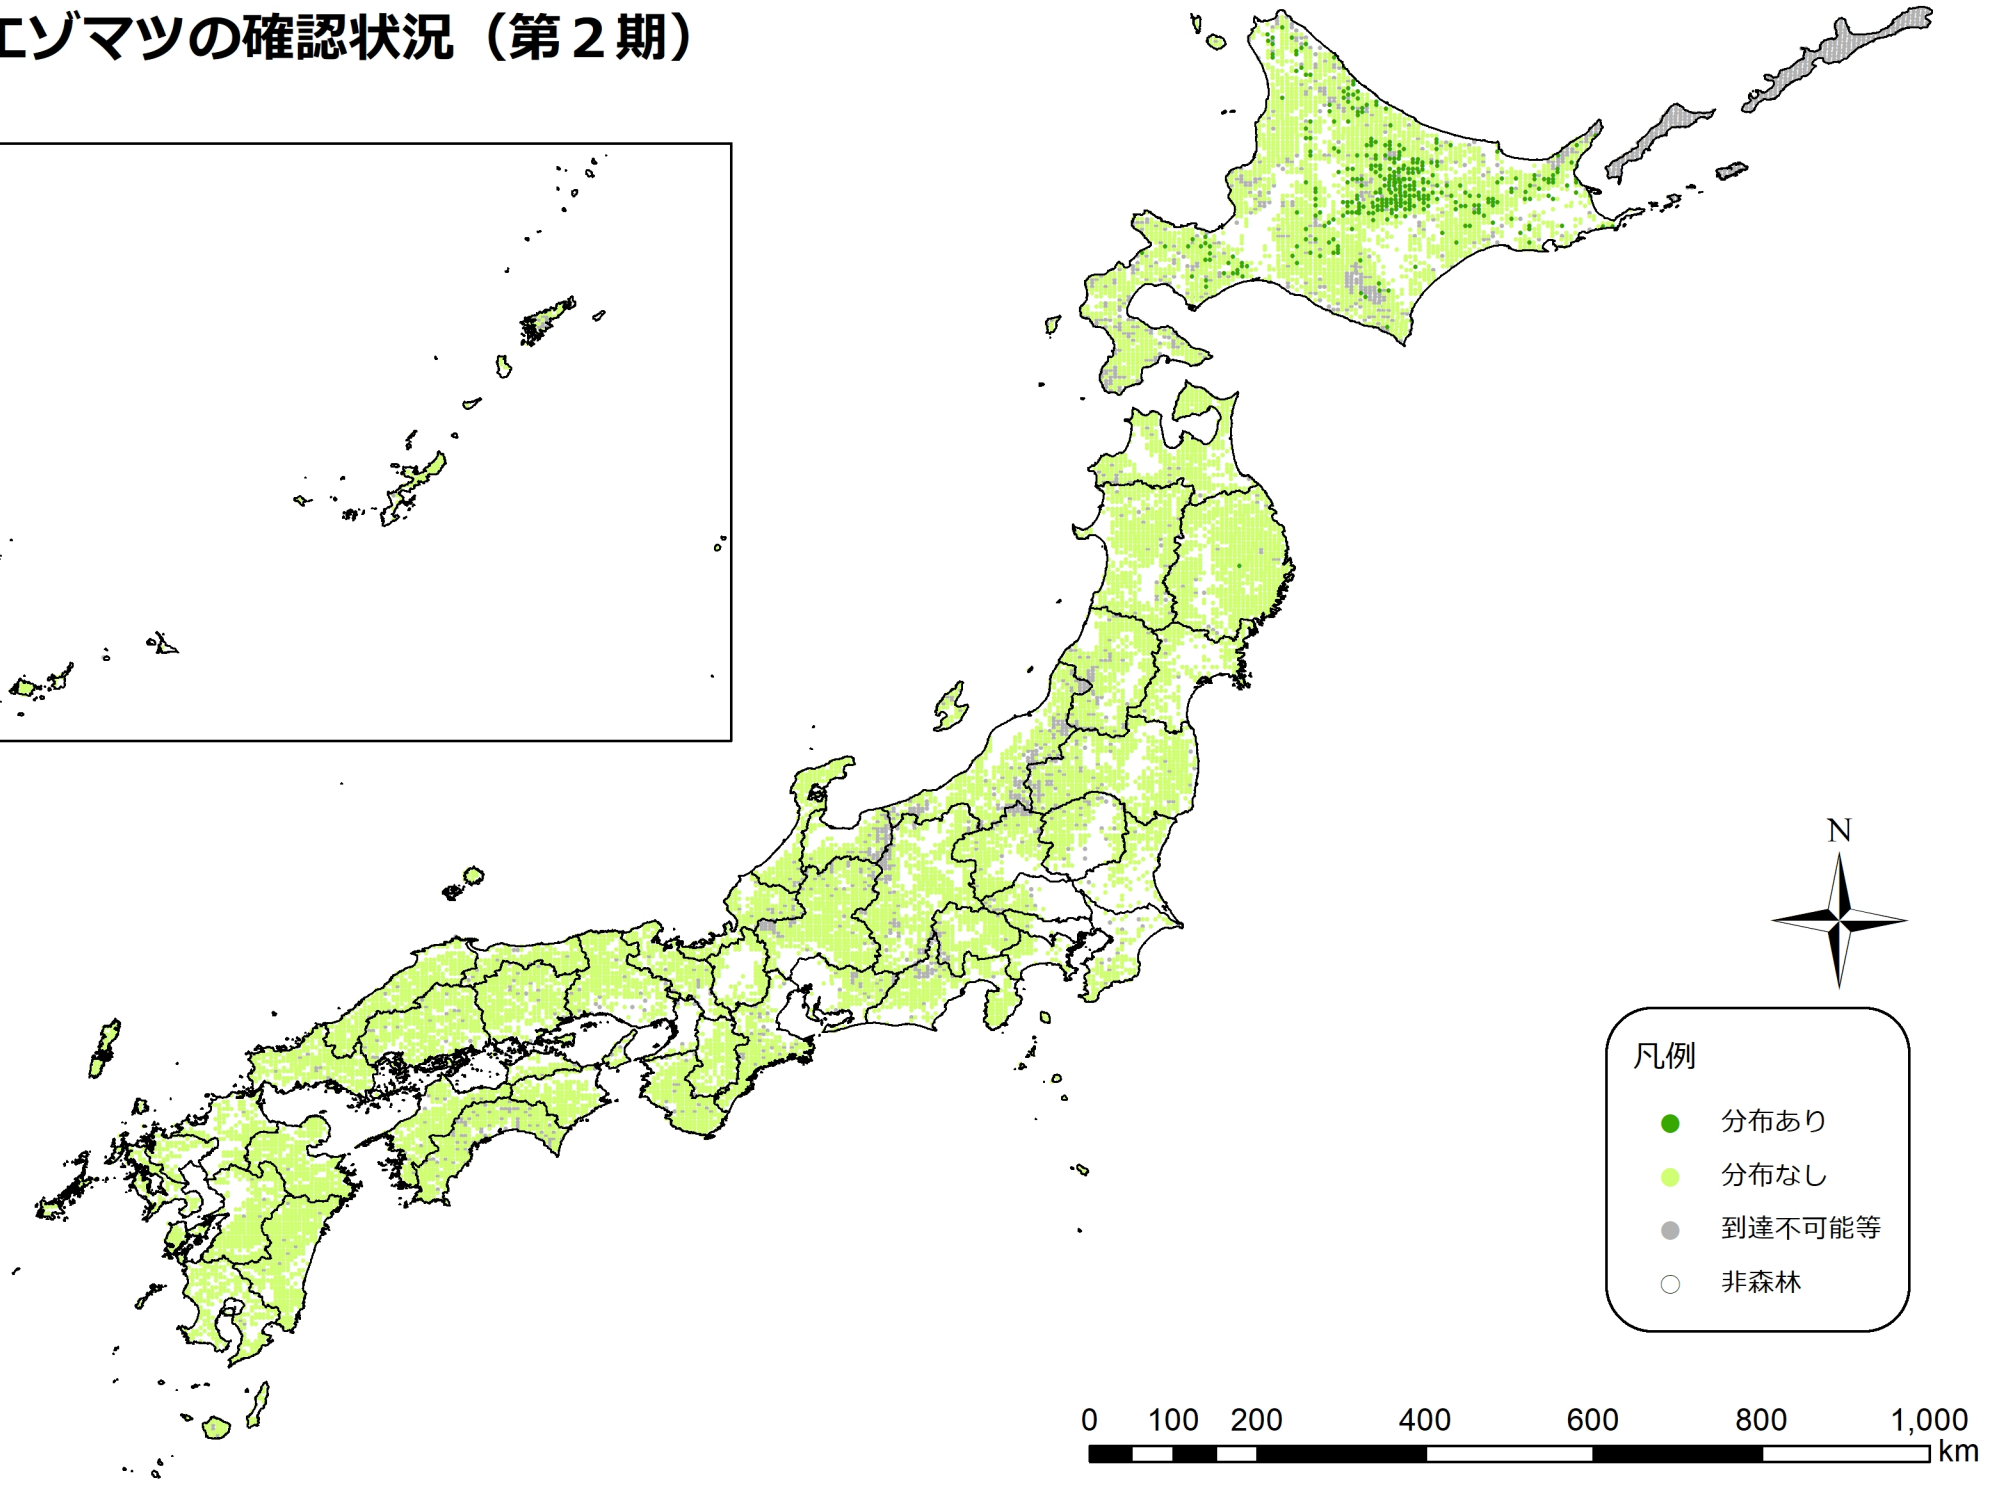 エゾマツの確認状況（第２期）
N
凡例
分布あり
分布なし
到達不可能等
非森林
0 100 200 400 600 800 1,000
km